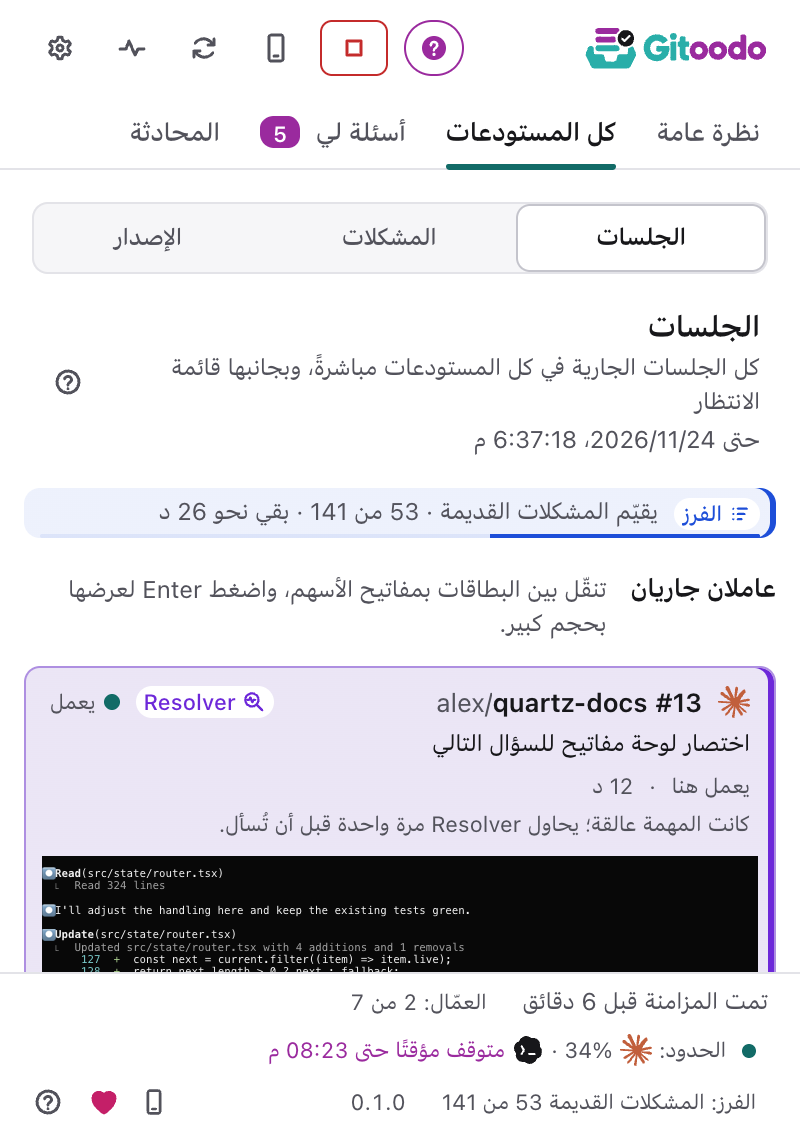 Gitoodo
نظرة عامة
كل المستودعات
أسئلة لي 5
المحادثة
الجلسات
المشكلات
الإصدار
الجلسات
كل الجلسات الجارية في كل المستودعات مباشرةً، وبجانبها قائمة
الانتظار
حتى 2026/11/24، 6:37:18 م
الفرز يقيّم المشكلات القديمة · 53 من 141 · بقي نحو 26 د
عاملان جاريان
تنقّل بين البطاقات بمفاتيح الأسهم، واضغط Enter لعرضها
بحجم كبير.
alex/quartz-docs #13
Resolver
يعمل
اختصار لوحة مفاتيح للسؤال التالي
يعمل هنا · 12 د
كانت المهمة عالقة؛ يحاول Resolver مرة واحدة قبل أن تُسأل.
Read(src/state/router.tsx)
Read 324 lines
I'll adjust the handling here and keep the existing tests green.
Update(src/state/router.tsx)
Updated src/state/router.tsx with 4 additions and 1 removals
127 + const next = current.filter((item) => item.live);
128 + return next.length > 0 ? next : fallback;
تمت المزامنة قبل 6 دقائق
العمّال: 2 من 7
الحدود: 34% · متوقف مؤقتًا حتى 08:23 م
الفرز: المشكلات القديمة 53 من 141
0.1.0